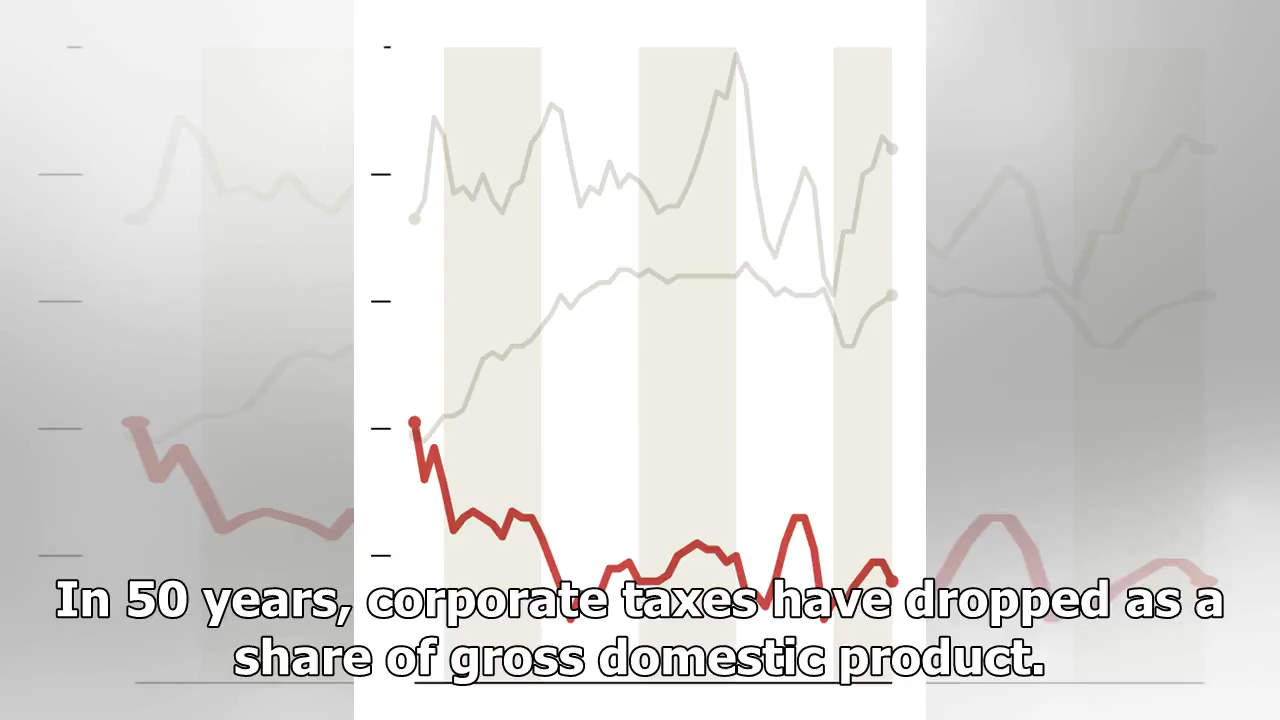 In 50 years, corporate taxes have dropped as a
share of gross domestic product.